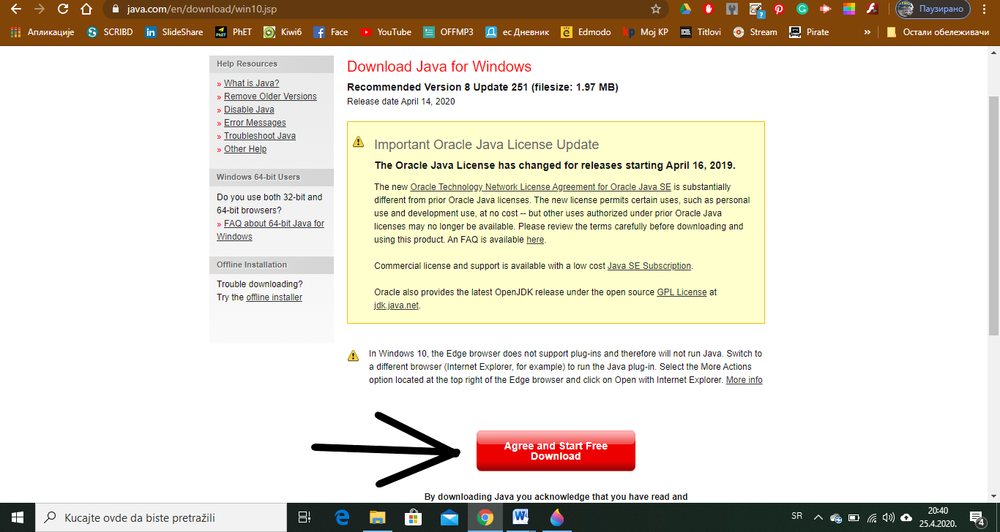 java.com/en/download/win10.jsp
Паузирано
Апликације SCRIBD SlideShare PhET Kiwi6 Face YouTube OFFMP3 ес Дневник Edmodo Moj KP Titlovi Stream Pirate » Остали обележивачи
Help Resources
» What is Java?
» Remove Older Versions
» Disable Java
» Error Messages
» Troubleshoot Java
» Other Help
Windows 64-bit Users
Do you use both 32-bit and
64-bit browsers?
» FAQ about 64-bit Java for
Windows
Offline Installation
Trouble downloading?
Try the offline installer
Download Java for Windows
Recommended Version 8 Update 251 (filesize: 1.97 MB)
Release date April 14, 2020
Important Oracle Java License Update
The Oracle Java License has changed for releases starting April 16, 2019.
The new Oracle Technology Network License Agreement for Oracle Java SE is substantially
different from prior Oracle Java licenses. The new license permits certain uses, such as personal
use and development use, at no cost -- but other uses authorized under prior Oracle Java
licenses may no longer be available. Please review the terms carefully before downloading and
using this product. An FAQ is available here.
Commercial license and support is available with a low cost Java SE Subscription.
Oracle also provides the latest OpenJDK release under the open source GPL License at
jdk.java.net.
In Windows 10, the Edge browser does not support plug-ins and therefore will not run Java. Switch to
a different browser (Internet Explorer, for example) to run the Java plug-in. Select the More Actions
option located at the top right of the Edge browser and click on Open with Internet Explorer. More info
Agree and Start Free
Download
By downloading Java you acknowledge that you have read and
Kucajte ovde da biste pretražili
SR
20:40
25.4.2020.
4